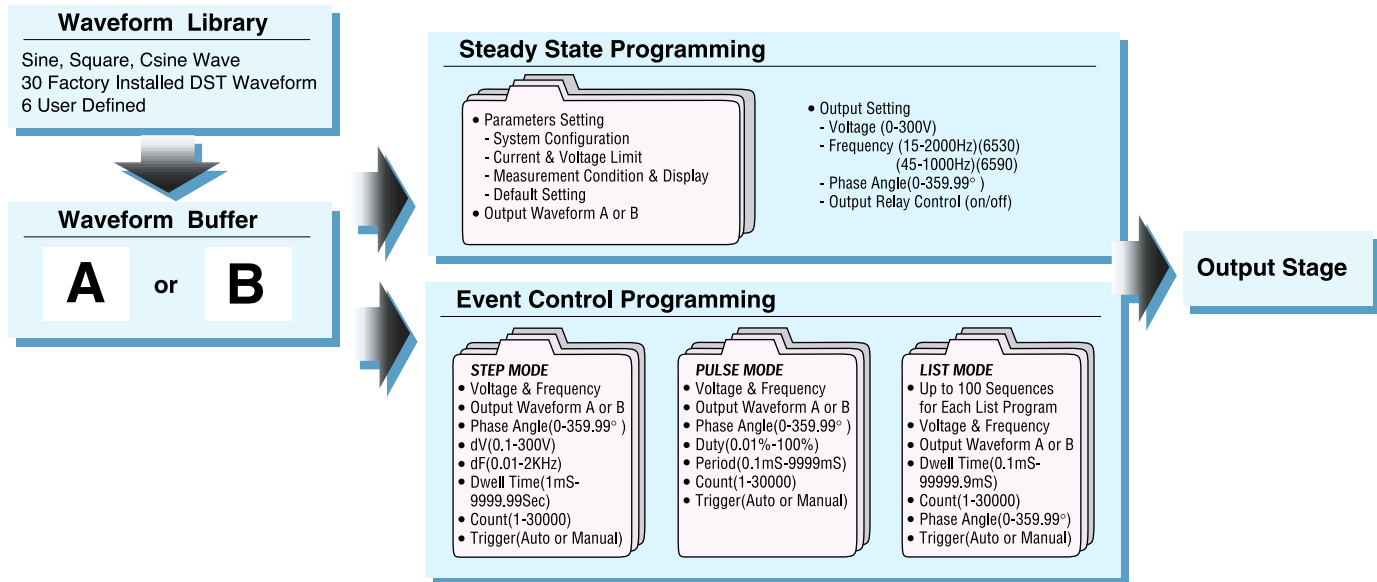 Waveform Library
Sine, Square, Csine Wave
30 Factory Installed DST Waveform
6 User Defined
Waveform Buffer
A or B
Steady State Programming
• Parameters Setting
- System Configuration
- Current & Voltage Limit
- Measurement Condition & Display
- Default Setting
• Output Waveform A or B
• Output Setting
- Voltage (0-300V)
- Frequency (15-2000Hz)(6530)
(45-1000Hz)(6590)
- Phase Angle(0-359.99° )
- Output Relay Control (on/off)
Event Control Programming
STEP MODE
• Voltage & Frequency
• Output Waveform A or B
• Phase Angle(0-359.99° )
• dV(0.1-300V)
• dF(0.01-2KHz)
• Dwell Time(1mS-
9999.99Sec)
• Count(1-30000)
• Trigger(Auto or Manual)
PULSE MODE
• Voltage & Frequency
• Output Waveform A or B
• Phase Angle(0-359.99° )
• Duty(0.01%-100%)
• Period(0.1mS-9999mS)
• Count(1-30000)
• Trigger(Auto or Manual)
LIST MODE
• Up to 100 Sequences
for Each List Program
• Voltage & Frequency
• Output Waveform A or B
• Dwell Time(0.1mS-
99999.9mS)
• Count(1-30000)
• Phase Angle(0-359.99°)
• Trigger(Auto or Manual)
Output Stage